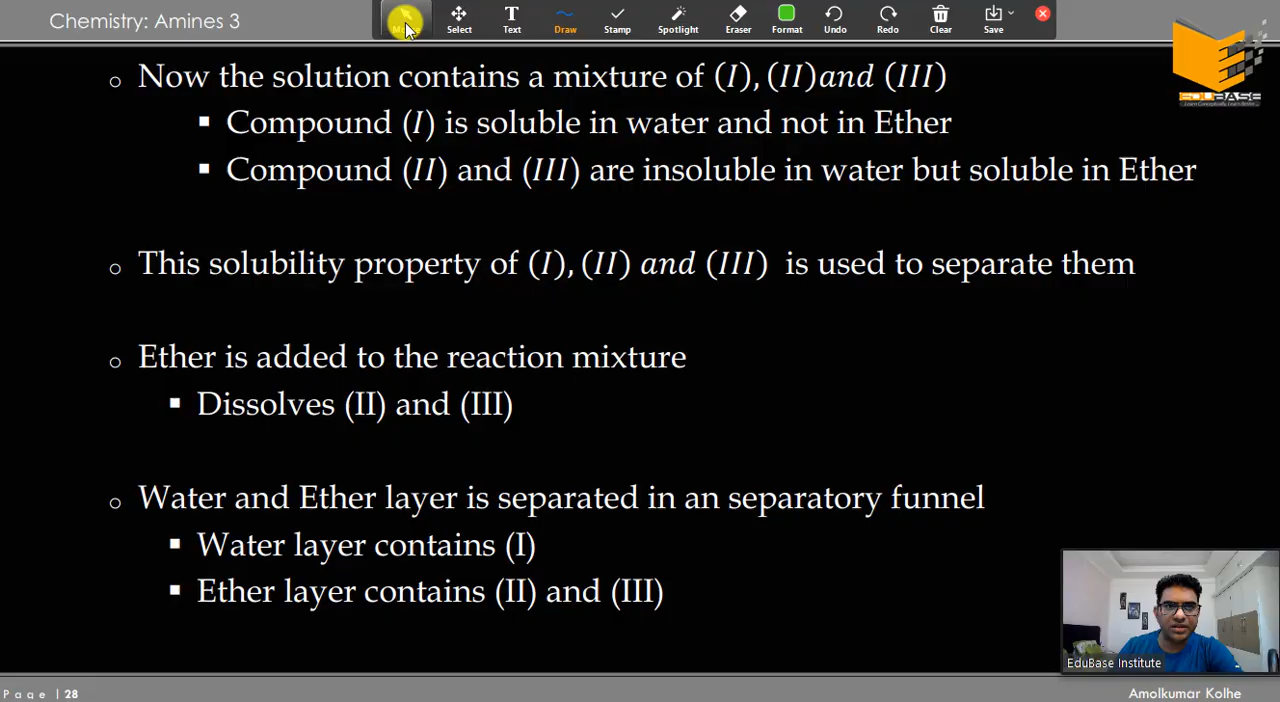 Chemistry: Amines 3
Select
Text
Draw
Stamp
Spotlight
Eraser
Format
Undo
Redo
Clear
Save
EDUBASE
Now the solution contains a mixture of (I), (II)and (III)
Compound (I) is soluble in water and not in Ether
Compound (II) and (III) are insoluble in water but soluble in Ether
This solubility property of (I), (II) and (III) is used to separate them
Ether is added to the reaction mixture
Dissolves (II) and (III)
Water and Ether layer is separated in an separatory funnel
Water layer contains (I)
Ether layer contains (II) and (III)
EduBase Institute
Page | 28
Amolkumar Kolhe